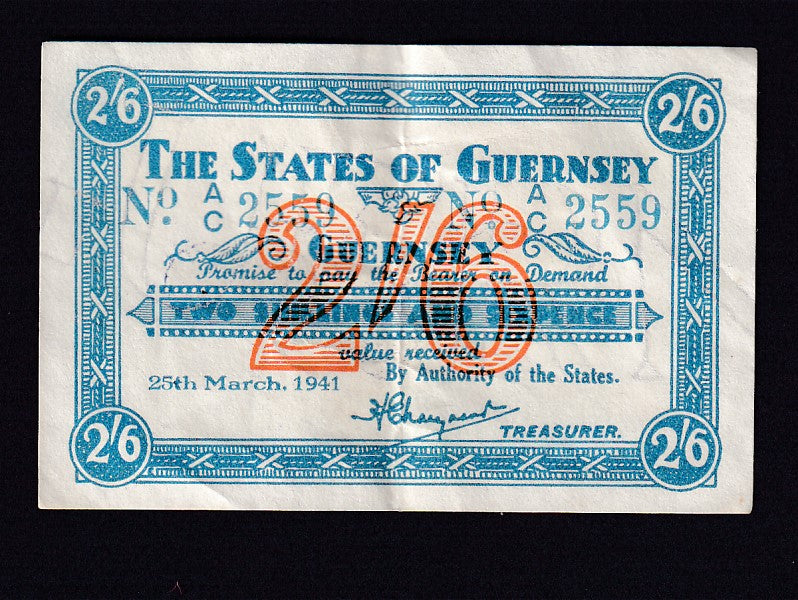 2/6 2/6
THE STATES OF GUERNSEY
No. A/C 2559 No. A/C 2559
2/6
GUERNSEY
Promise to pay the Bearer on Demand
TWO SHILLINGS AND SIXPENCE
value received
25th March, 1941 By Authority of the States.
TREASURER.
2/6 2/6